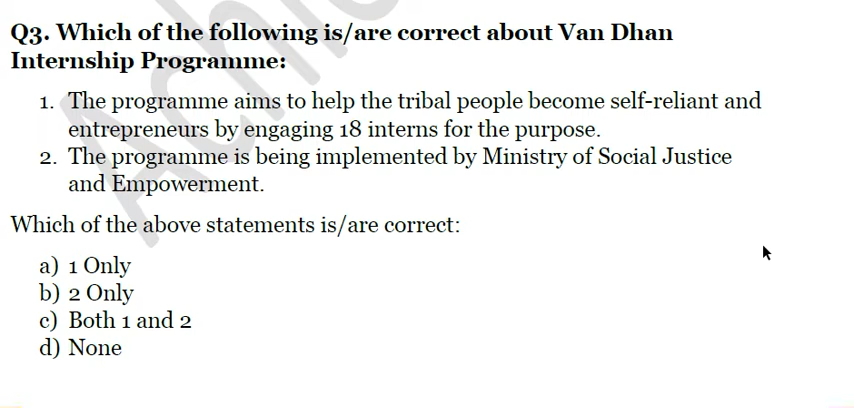 Q3. Which of the following is/are correct about Van Dhan
Internship Programme:
1. The programme aims to help the tribal people become self-reliant and
entrepreneurs by engaging 18 interns for the purpose.
2. The programme is being implemented by Ministry of Social Justice
and Empowerment.
Which of the above statements is/are correct:
a) 1 Only
b) 2 Only
c) Both 1 and 2
d) None